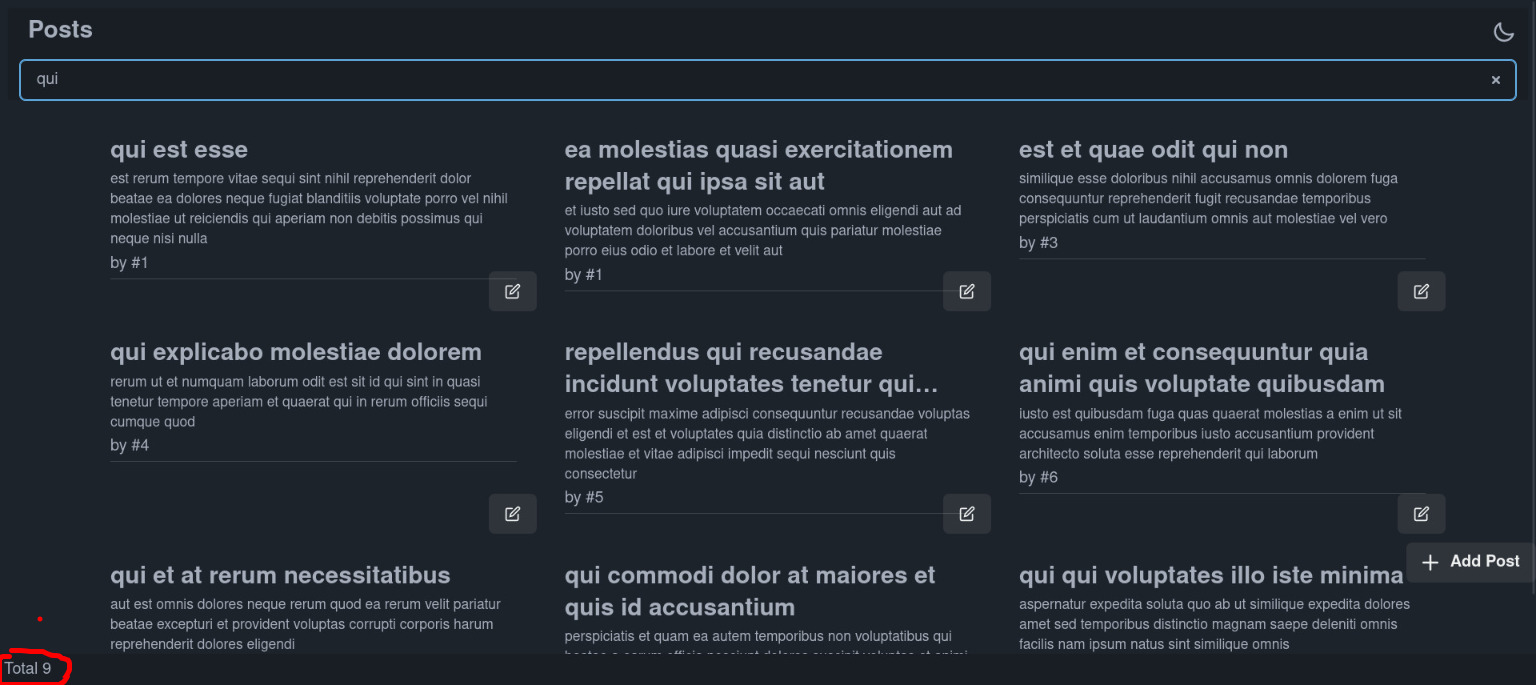 Posts
qui
qui est esse
est rerum tempore vitae sequi sint nihil reprehenderit dolor
beatae ea dolores neque fugiat blanditiis voluptate porro vel nihil
molestiae ut reiciendis qui aperiam non debitis possimus qui
neque nisi nulla
by #1
ea molestias quasi exercitationem
repellat qui ipsa sit aut
et iusto sed quo iure voluptatem occaecati omnis eligendi aut ad
voluptatem doloribus vel accusantium quis pariatur molestiae
porro eius odio et labore et velit aut
by #1
est et quae odit qui non
similique esse doloribus nihil accusamus omnis dolorem fuga
consequuntur reprehenderit fugit recusandae temporibus
perspiciatis cum ut laudantium omnis aut molestiae vel vero
by #3
qui explicabo molestiae dolorem
rerum ut et numquam laborum odit est sit id qui sint in quasi
tenetur tempore aperiam et quaerat qui in rerum officiis sequi
cumque quod
by #4
repellendus qui recusandae
incidunt voluptates tenetur qui...
error suscipit maxime adipisci consequuntur recusandae voluptas
eligendi et est et voluptates quia distinctio ab amet quaerat
molestiae et vitae adipisci impedit sequi nesciunt quis
consectetur
by #5
qui enim et consequuntur quia
animi quis voluptate quibusdam
iusto est quibusdam fuga quas quaerat molestias a enim ut sit
accusamus enim temporibus iusto accusantium provident
architecto soluta esse reprehenderit qui laborum
by #6
qui et at rerum necessitatibus
aut est omnis dolores neque rerum quod ea rerum velit pariatur
beatae excepturi et provident voluptas corrupti corporis harum
reprehenderit dolores eligendi
qui commodi dolor at maiores et
quis id accusantium
perspiciatis et quam ea autem temporibus non voluptatibus qui
qui qui voluptates illo iste minima
aspernatur expedita soluta quo ab ut similique expedita dolores
amet sed temporibus distinctio magnam saepe deleniti omnis
facilis nam ipsum natus sint similique omnis
Add Post
Total 9